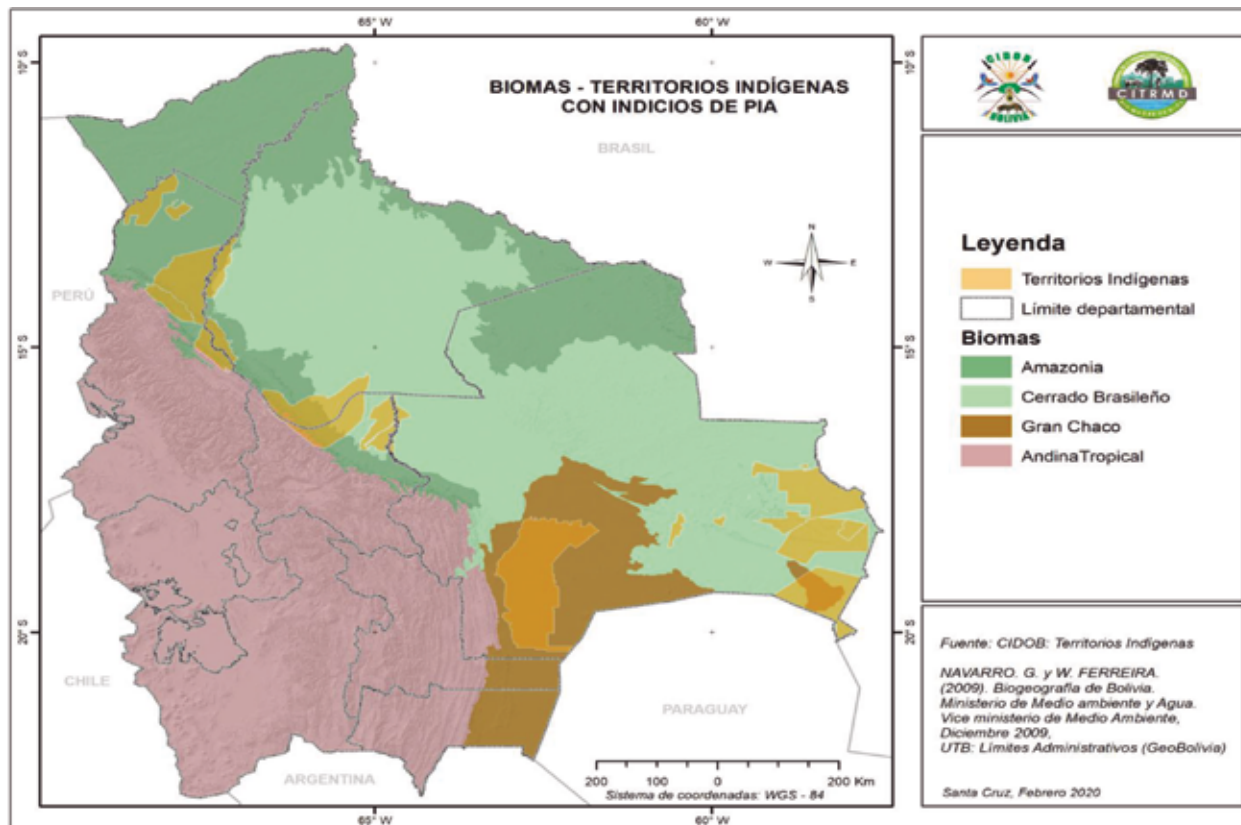 65° W
60° W
10°S
10°S
BIOMAS - TERRITORIOS INDÍGENAS
CON INDICIOS DE PIA
BRASIL
N
W
E
S
PERÚ
15°S
15°S
20°S
20°S
CHILE
PARAGUAY
ARGENTINA
200 100 0 200 Km
Sistema de coordenadas: WGS - 84
65° W
60° W
CIDOB
BOLIVIA
CITRMD
Leyenda
Territorios Indígenas
Límite departamental
Biomas
Amazonia
Cerrado Brasileño
Gran Chaco
AndinaTropical
Fuente: CIDOB: Territorios Indígenas
NAVARRO. G. y W. FERREIRA.
(2009). Biogeografia de Bolivia.
Ministerio de Medio ambiente y Agua.
Vice ministerio de Medio Ambiente,
Diciembre 2009,
UTB: Límites Administrativos (GeoBolivia)
Santa Cruz, Febrero 2020